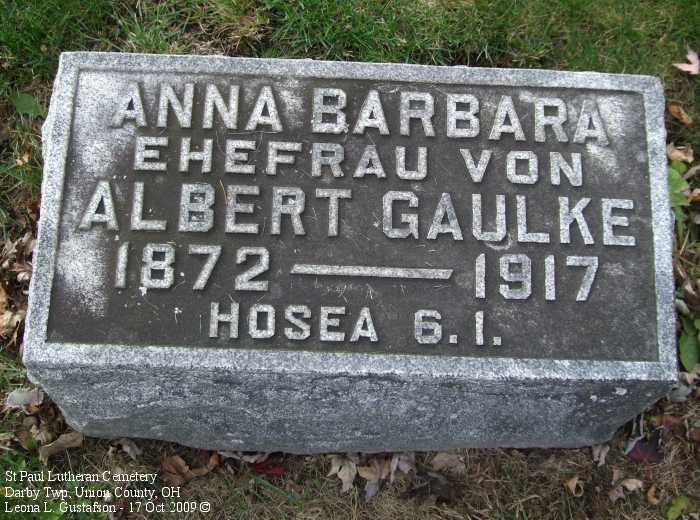 ANNA BARBARA
EHEFRAU VON
ALBERT GAULKE
1872 — 1917
HOSEA 6.1.
St Paul Lutheran Cemetery
Darby Twp, Union County, OH
Leona L. Gustafson - 17 Oct 2009 ©